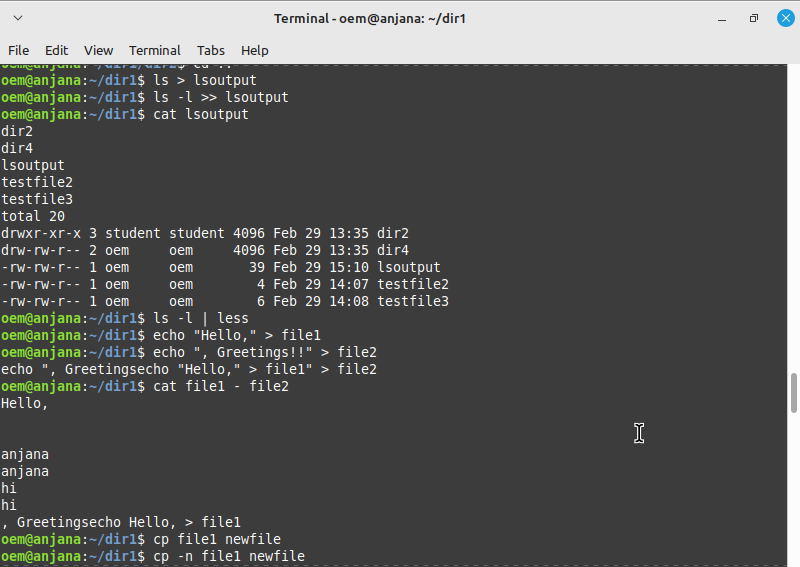 Terminal - oem@anjana: ~/dir1
File Edit View Terminal Tabs Help
oem@anjana:~/dir1$ ls > lsoutput
oem@anjana:~/dir1$ ls -l >> lsoutput
oem@anjana:~/dir1$ cat lsoutput
dir2
dir4
lsoutput
testfile2
testfile3
total 20
drwxr-xr-x 3 student student 4096 Feb 29 13:35 dir2
drw-rw-r-- 2 oem     oem     4096 Feb 29 13:35 dir4
-rw-rw-r-- 1 oem     oem       39 Feb 29 15:10 lsoutput
-rw-rw-r-- 1 oem     oem        4 Feb 29 14:07 testfile2
-rw-rw-r-- 1 oem     oem        6 Feb 29 14:08 testfile3
oem@anjana:~/dir1$ ls -l | less
oem@anjana:~/dir1$ echo "Hello," > file1
oem@anjana:~/dir1$ echo ", Greetings!!" > file2
echo ", Greetingsecho "Hello," > file1" > file2
oem@anjana:~/dir1$ cat file1 - file2
Hello,
anjana
anjana
hi
hi
, Greetingsecho Hello, > file1
oem@anjana:~/dir1$ cp file1 newfile
oem@anjana:~/dir1$ cp -n file1 newfile